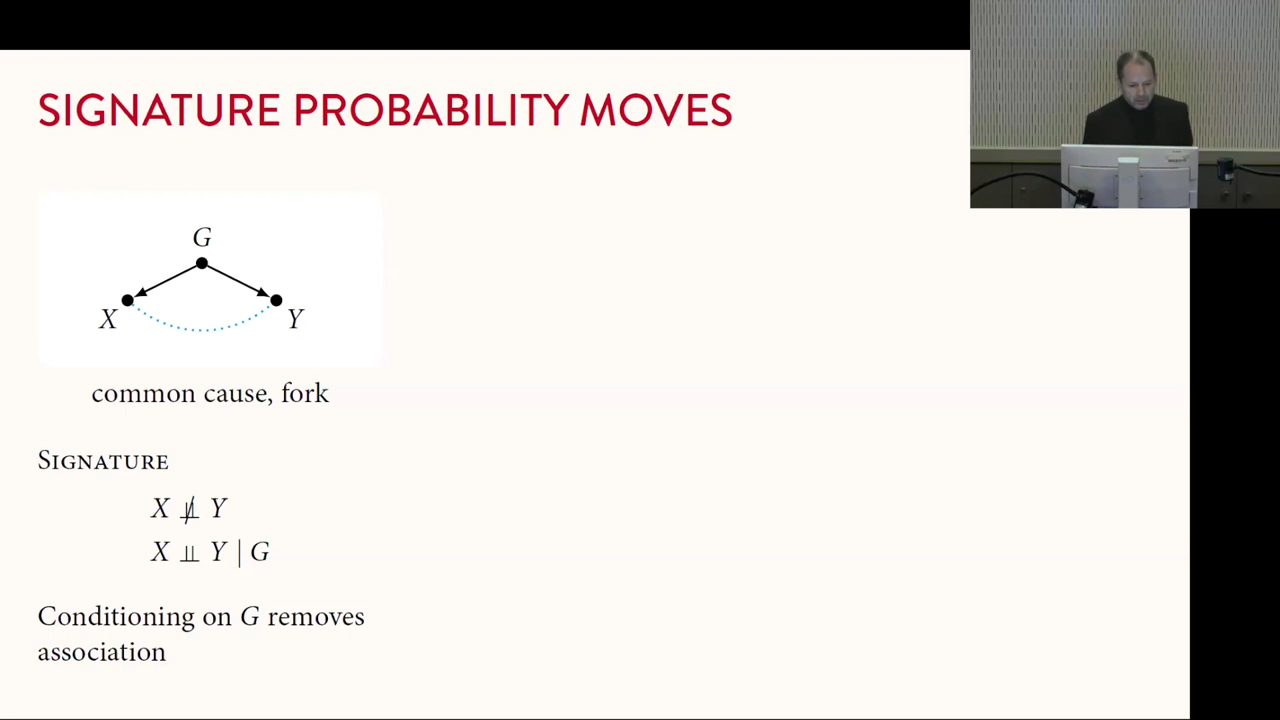 SIGNATURE PROBABILITY MOVES
G
X
Y
common cause, fork
SIGNATURE
X ⫫̸ Y
X ⫫ Y | G
Conditioning on G removes
association